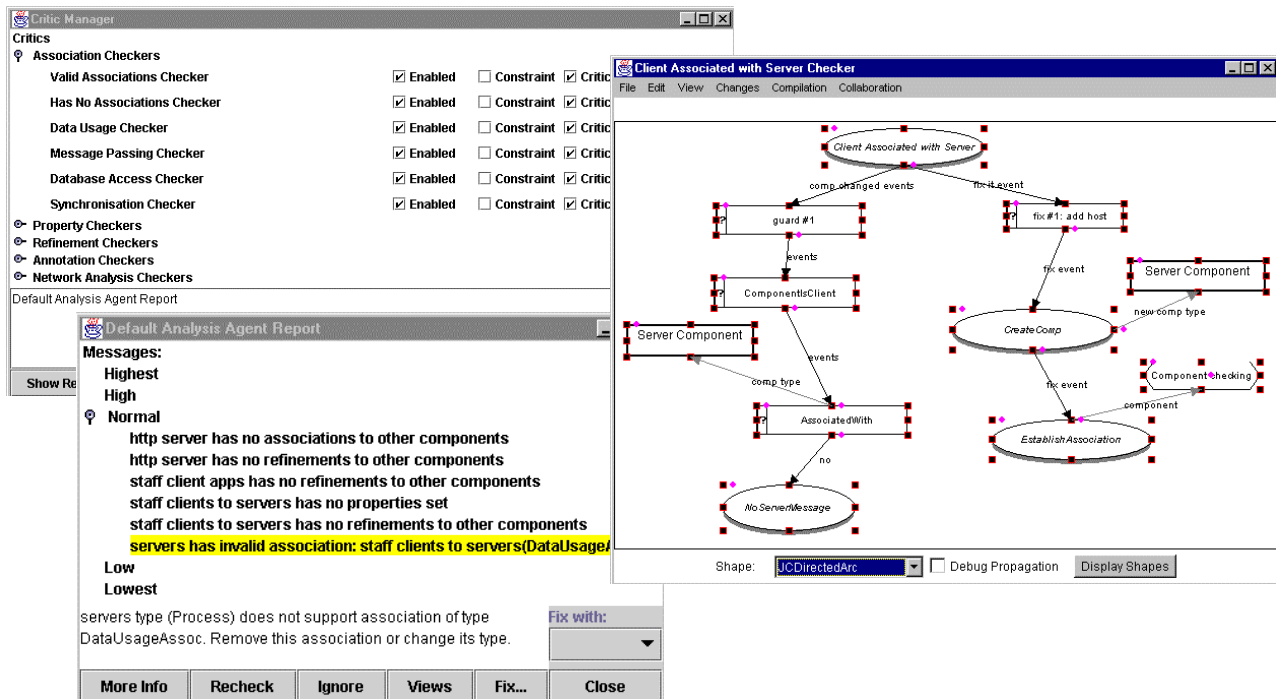 Critic Manager
Critics
Association Checkers
Valid Associations Checker Enabled Constraint Critic
Has No Associations Checker Enabled Constraint Critic
Data Usage Checker Enabled Constraint Critic
Message Passing Checker Enabled Constraint Critic
Database Access Checker Enabled Constraint Critic
Synchronisation Checker Enabled Constraint Critic
Property Checkers
Refinement Checkers
Annotation Checkers
Network Analysis Checkers
Default Analysis Agent Report
Show Re
Default Analysis Agent Report
Messages:
Highest
High
Normal
http server has no associations to other components
http server has no refinements to other components
staff client apps has no refinements to other components
staff clients to servers has no properties set
staff clients to servers has no refinements to other components
servers has invalid association: staff clients to servers(DataUsageA
Low
Lowest
servers type (Process) does not support association of type
DataUsageAssoc. Remove this association or change its type.
Fix with:
More Info Recheck Ignore Views Fix... Close
Client Associated with Server Checker
File Edit View Changes Compilation Collaboration
Client Associated with Server
comp changed events
fix it event
? guard #1
? fix #1: add host
events
fix event
Server Component
? ComponentIsClient
new comp type
Server Component
CreateComp
events
comp type
fix event
Component checking
component
? AssociatedWith
EstablishAssociation
no
NoServerMessage
Shape: JCDirectedArc Debug Propagation Display Shapes